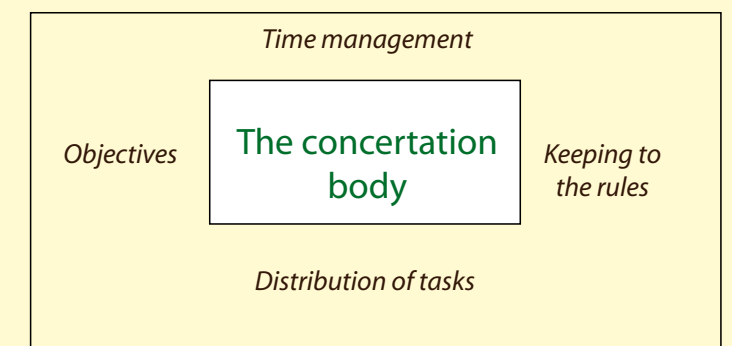 Time management
Objectives
The concertation
body
Keeping to
the rules
Distribution of tasks